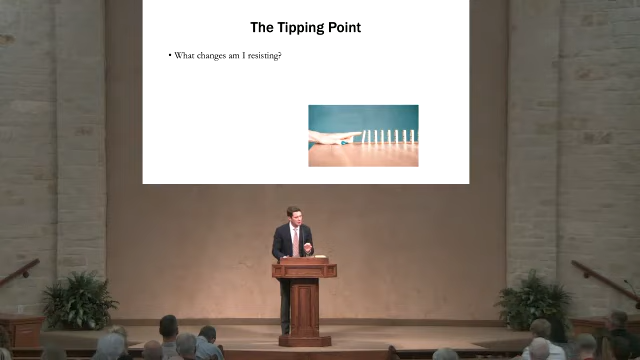 The Tipping Point
• What changes am I resisting?